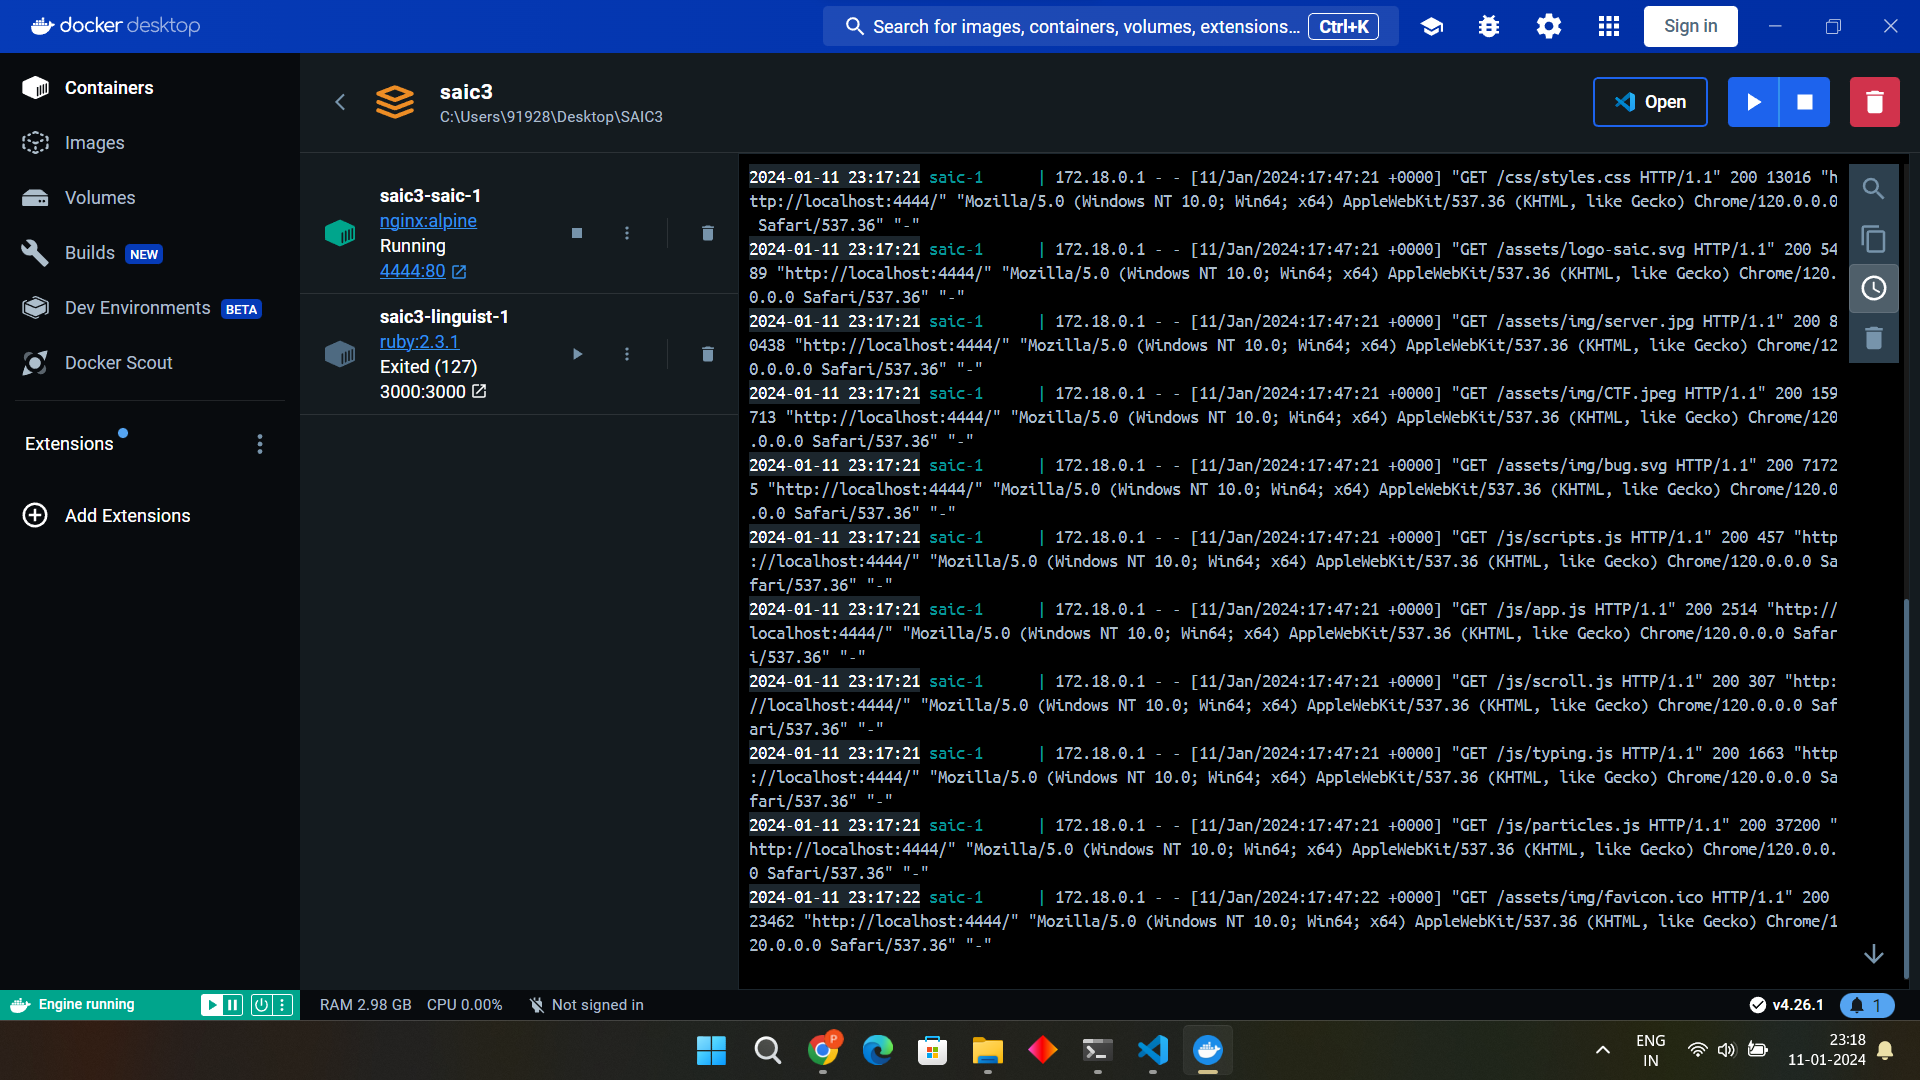 docker desktop
Search for images, containers, volumes, extensions... Ctrl+K
Sign in
Containers
Images
Volumes
Builds NEW
Dev Environments BETA
Docker Scout
Extensions
Add Extensions
saic3
C:\Users\91928\Desktop\SAIC3
Open
saic3-saic-1
nginx:alpine
Running
4444:80
saic3-linguist-1
ruby:2.3.1
Exited (127)
3000:3000
2024-01-11 23:17:21 saic-1 | 172.18.0.1 - - [11/Jan/2024:17:47:21 +0000] "GET /css/styles.css HTTP/1.1" 200 13016 "h
ttp://localhost:4444/" "Mozilla/5.0 (Windows NT 10.0; Win64; x64) AppleWebKit/537.36 (KHTML, like Gecko) Chrome/120.0.0.0
Safari/537.36" "-"
2024-01-11 23:17:21 saic-1 | 172.18.0.1 - - [11/Jan/2024:17:47:21 +0000] "GET /assets/logo-saic.svg HTTP/1.1" 200 54
89 "http://localhost:4444/" "Mozilla/5.0 (Windows NT 10.0; Win64; x64) AppleWebKit/537.36 (KHTML, like Gecko) Chrome/120.
0.0.0 Safari/537.36" "-"
2024-01-11 23:17:21 saic-1 | 172.18.0.1 - - [11/Jan/2024:17:47:21 +0000] "GET /assets/img/server.jpg HTTP/1.1" 200 8
0438 "http://localhost:4444/" "Mozilla/5.0 (Windows NT 10.0; Win64; x64) AppleWebKit/537.36 (KHTML, like Gecko) Chrome/12
0.0.0.0 Safari/537.36" "-"
2024-01-11 23:17:21 saic-1 | 172.18.0.1 - - [11/Jan/2024:17:47:21 +0000] "GET /assets/img/CTF.jpeg HTTP/1.1" 200 159
713 "http://localhost:4444/" "Mozilla/5.0 (Windows NT 10.0; Win64; x64) AppleWebKit/537.36 (KHTML, like Gecko) Chrome/120
.0.0.0 Safari/537.36" "-"
2024-01-11 23:17:21 saic-1 | 172.18.0.1 - - [11/Jan/2024:17:47:21 +0000] "GET /assets/img/bug.svg HTTP/1.1" 200 7172
5 "http://localhost:4444/" "Mozilla/5.0 (Windows NT 10.0; Win64; x64) AppleWebKit/537.36 (KHTML, like Gecko) Chrome/120.0
.0.0 Safari/537.36" "-"
2024-01-11 23:17:21 saic-1 | 172.18.0.1 - - [11/Jan/2024:17:47:21 +0000] "GET /js/scripts.js HTTP/1.1" 200 457 "http
://localhost:4444/" "Mozilla/5.0 (Windows NT 10.0; Win64; x64) AppleWebKit/537.36 (KHTML, like Gecko) Chrome/120.0.0.0 Sa
fari/537.36" "-"
2024-01-11 23:17:21 saic-1 | 172.18.0.1 - - [11/Jan/2024:17:47:21 +0000] "GET /js/app.js HTTP/1.1" 200 2514 "http://
localhost:4444/" "Mozilla/5.0 (Windows NT 10.0; Win64; x64) AppleWebKit/537.36 (KHTML, like Gecko) Chrome/120.0.0.0 Safar
i/537.36" "-"
2024-01-11 23:17:21 saic-1 | 172.18.0.1 - - [11/Jan/2024:17:47:21 +0000] "GET /js/scroll.js HTTP/1.1" 200 307 "http:
//localhost:4444/" "Mozilla/5.0 (Windows NT 10.0; Win64; x64) AppleWebKit/537.36 (KHTML, like Gecko) Chrome/120.0.0.0 Saf
ari/537.36" "-"
2024-01-11 23:17:21 saic-1 | 172.18.0.1 - - [11/Jan/2024:17:47:21 +0000] "GET /js/typing.js HTTP/1.1" 200 1663 "http
://localhost:4444/" "Mozilla/5.0 (Windows NT 10.0; Win64; x64) AppleWebKit/537.36 (KHTML, like Gecko) Chrome/120.0.0.0 Sa
fari/537.36" "-"
2024-01-11 23:17:21 saic-1 | 172.18.0.1 - - [11/Jan/2024:17:47:21 +0000] "GET /js/particles.js HTTP/1.1" 200 37200 "
http://localhost:4444/" "Mozilla/5.0 (Windows NT 10.0; Win64; x64) AppleWebKit/537.36 (KHTML, like Gecko) Chrome/120.0.0.
0 Safari/537.36" "-"
2024-01-11 23:17:22 saic-1 | 172.18.0.1 - - [11/Jan/2024:17:47:22 +0000] "GET /assets/img/favicon.ico HTTP/1.1" 200
23462 "http://localhost:4444/" "Mozilla/5.0 (Windows NT 10.0; Win64; x64) AppleWebKit/537.36 (KHTML, like Gecko) Chrome/1
20.0.0.0 Safari/537.36" "-"
Engine running
RAM 2.98 GB CPU 0.00% Not signed in
v4.26.1
1
P
ENG
IN
23:18
11-01-2024